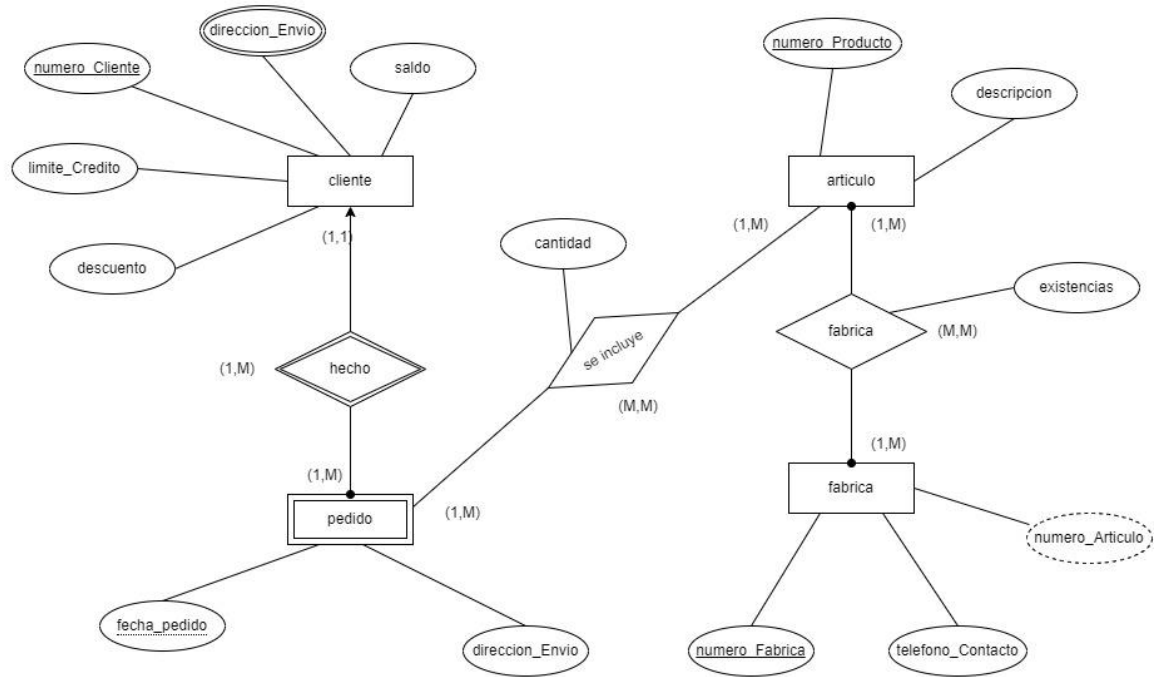 direccion_Envio
numero_Cliente
saldo
limite_Credito
cliente
descuento
(1,1)
(1,M)
hecho
(1,M)
pedido
(1,M)
fecha_pedido
direccion_Envio
cantidad
se incluye
(M,M)
(1,M)
numero_Producto
descripcion
articulo
(1,M)
existencias
fabrica
(M,M)
(1,M)
fabrica
numero_Articulo
numero_Fabrica
telefono_Contacto